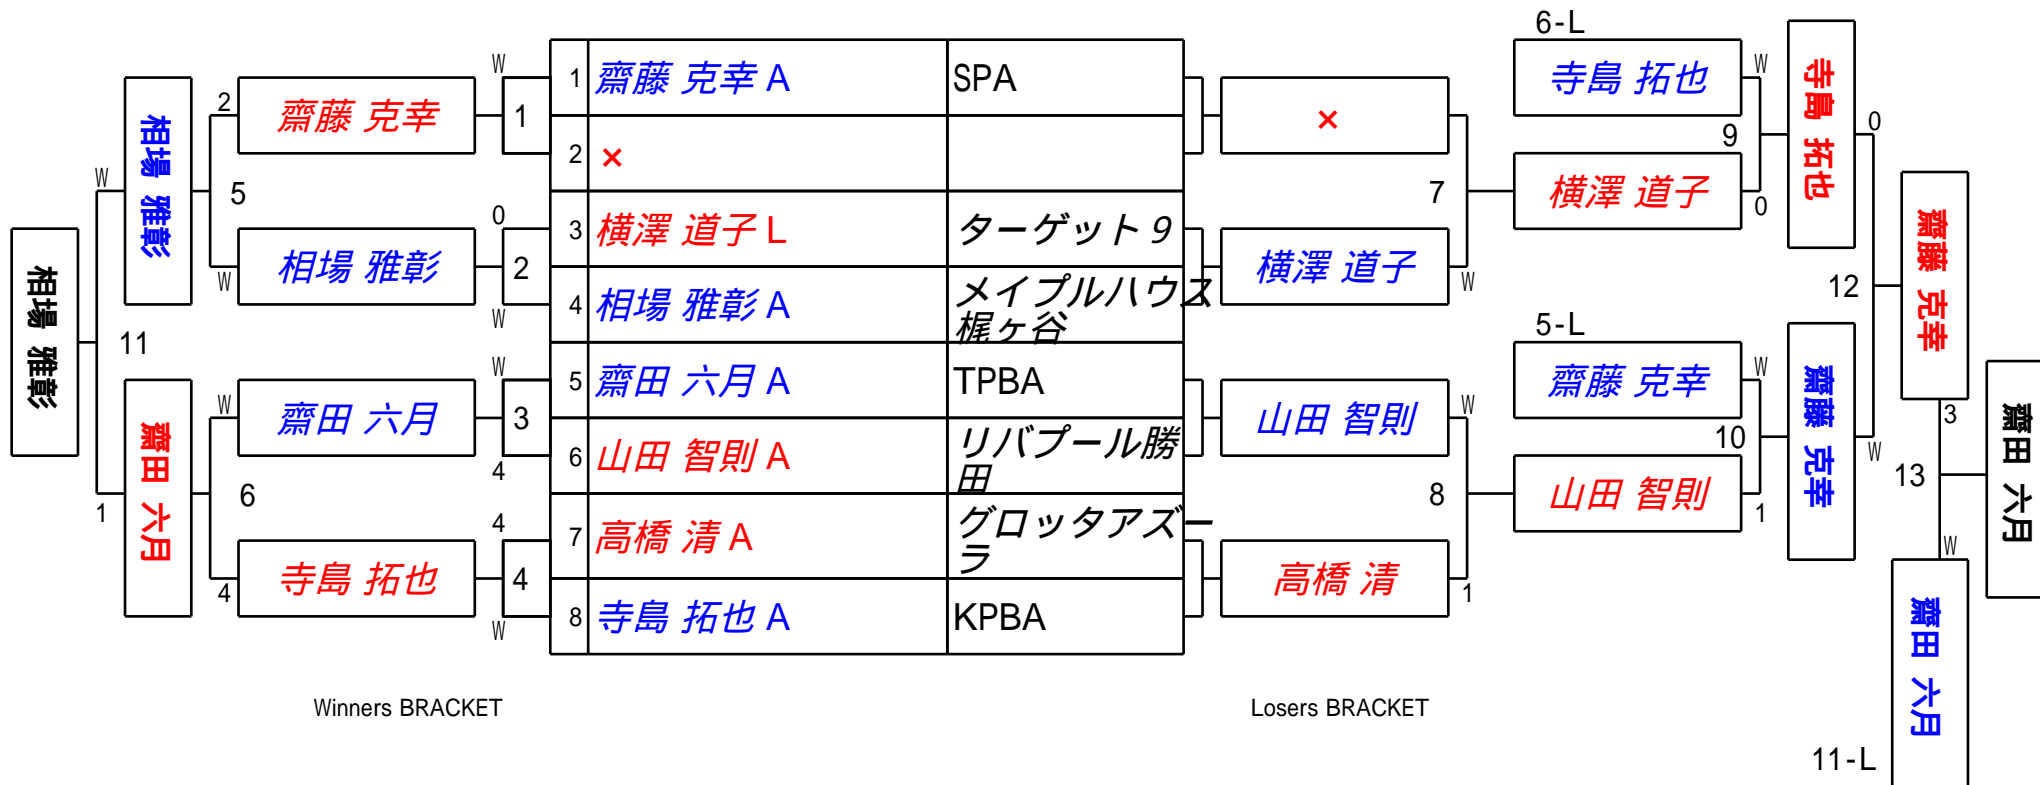 6-L
W
1 齋藤 克幸 A SPA
寺島 拓也
W
寺島 拓也
0
2
齋藤 克幸
1
×
相場 雅彰
9
2 ×
W
5
7
横澤 道子
0
齋藤 克幸
0
3 横澤 道子 L ターゲット9
相場 雅彰
W
相場 雅彰
2
横澤 道子
W
12
4 相場 雅彰 A メイプルハウス
梶ヶ谷
W
11
5-L
W
5 齋田 六月 A TPBA
齋藤 克幸
W
齋藤 克幸
3
齋田 六月
W
齋田 六月
3
山田 智則
W
10
W
齋田 六月
4
6 山田 智則 A リバプール勝
田
13
1
6
8
山田 智則
1
4
7 高橋 清 A グロッタアズー
ラ
W
4
寺島 拓也
4
高橋 清
1
W
8 寺島 拓也 A KPBA
齋田 六月
Winners BRACKET
Losers BRACKET
11-L